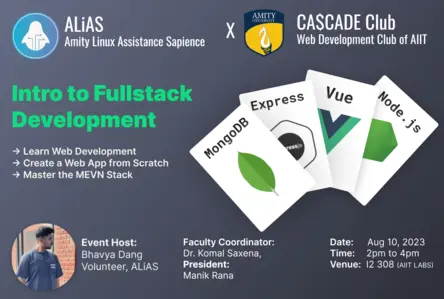 ALiAS
Amity Linux Assistance Sapience
X
AMITY
UNIVERSITY
CASCADE Club
Web Development Club of AIIT
Intro to Fullstack
Development
→ Learn Web Development
→ Create a Web App from Scratch
→ Master the MEVN Stack
MongoDB
Express
Vue
Node.js
Event Host:
Bhavya Dang
Volunteer, ALiAS
Faculty Coordinator:
Dr. Komal Saxena,
President:
Manik Rana
Date: Aug 10, 2023
Time: 2pm to 4pm
Venue: I2 308 (AIIT LABS)